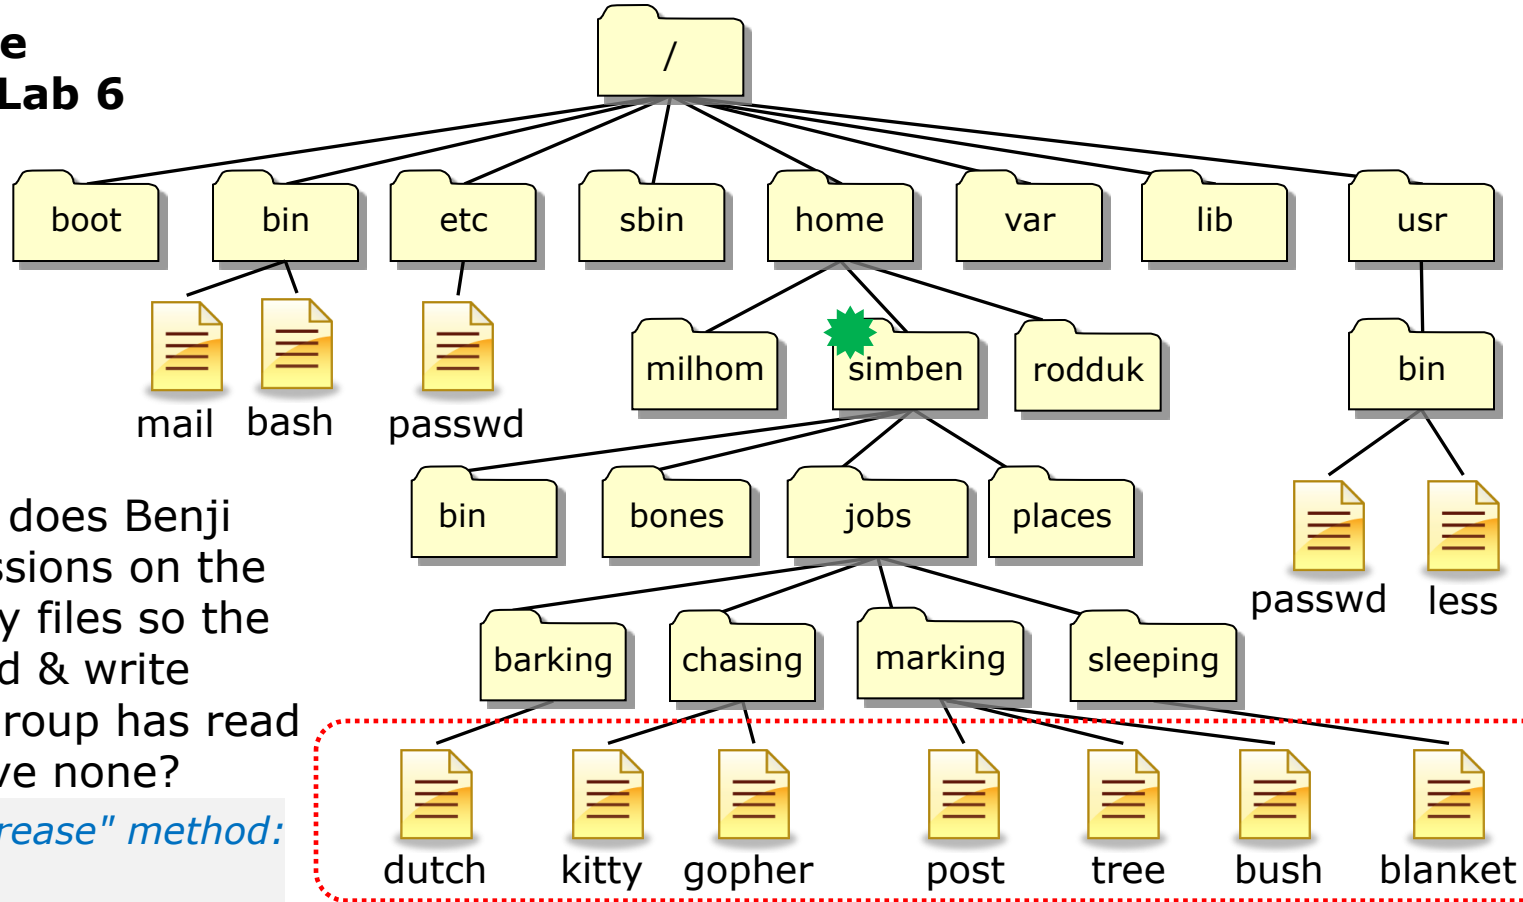 e
Lab 6
/
boot bin etc sbin home var lib usr
mail bash passwd
milhom simben rodduk bin
bin bones jobs places
passwd less
does Benji
ssions on the
y files so the
d & write
roup has read
ve none?
rease" method:
barking chasing marking sleeping
dutch kitty gopher post tree bush blanket